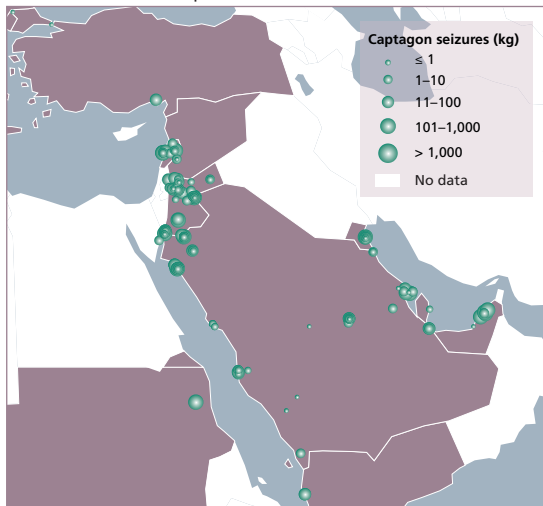 Captagon seizures (kg)
≤ 1
1–10
11–100
101–1,000
> 1,000
No data